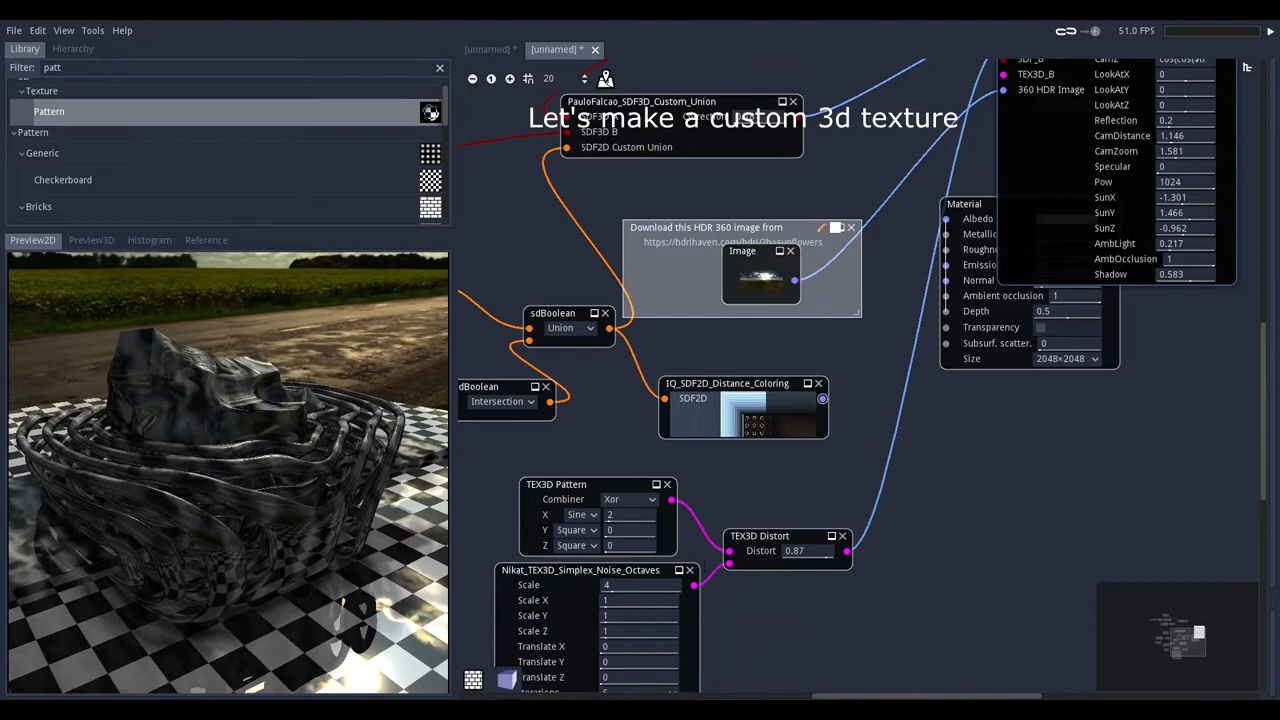 File Edit View Tools Help
51.0 FPS
Library Hierarchy
[unnamed] * [unnamed] *
Filter: patt
20
Texture
Pattern
Pattern
Generic
Checkerboard
Bricks
Preview2D Preview3D Histogram Reference
PauloFalcao_SDF3D_Custom_Union
Let's make a custom 3d texture
SDF3D B
SDF2D Custom Union
Download this HDR 360 image from
Image
sdBoolean
Union
dBoolean
Intersection
IQ_SDF2D_Distance_Coloring
SDF2D
TEX3D Pattern
Combiner Xor
X Sine 2
Y Square 0
Z Square 0
TEX3D Distort
Distort 0.87
Nikat_TEX3D_Simplex_Noise_Octaves
Scale 4
Scale X 1
Scale Y 1
Scale Z 1
Translate X 0
Translate Y 0
Translate Z 0
TEX3D_B
360 HDR Image
LookAtX 0
LookAtY 0
LookAtZ 0
Reflection 0.2
CamDistance 1.146
CamZoom 1.581
Specular 0
Pow 1024
SunX -1.301
SunY 1.466
SunZ -0.962
AmbLight 0.217
AmbOcclusion 1
Shadow 0.583
Material
Albedo
Metallic
Roughne
Emission
Normal
Ambient occlusion 1
Depth 0.5
Transparency
Subsurf. scatter. 0
Size 2048×2048